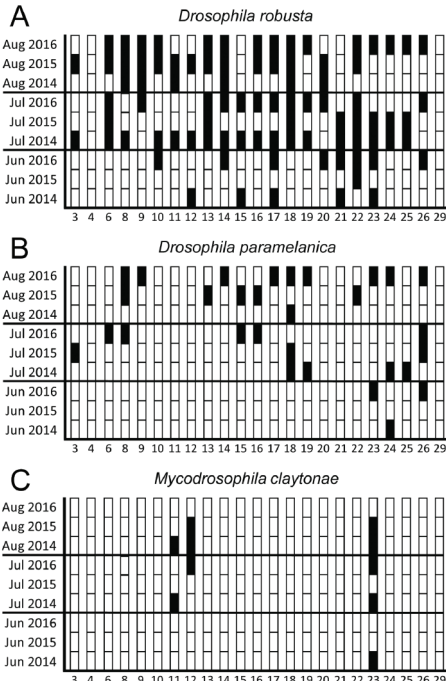 A
Drosophila robusta
Aug 2016
Aug 2015
Aug 2014
Jul 2016
Jul 2015
Jul 2014
Jun 2016
Jun 2015
Jun 2014
3 4 6 8 9 10 11 12 13 14 15 16 17 18 19 20 21 22 23 24 25 26 29
B
Drosophila paramelanica
Aug 2016
Aug 2015
Aug 2014
Jul 2016
Jul 2015
Jul 2014
Jun 2016
Jun 2015
Jun 2014
3 4 6 8 9 10 11 12 13 14 15 16 17 18 19 20 21 22 23 24 25 26 29
C
Mycodrosophila claytonae
Aug 2016
Aug 2015
Aug 2014
Jul 2016
Jul 2015
Jul 2014
Jun 2016
Jun 2015
Jun 2014
3 4 6 8 9 10 11 12 13 14 15 16 17 18 19 20 21 22 23 24 25 26 29